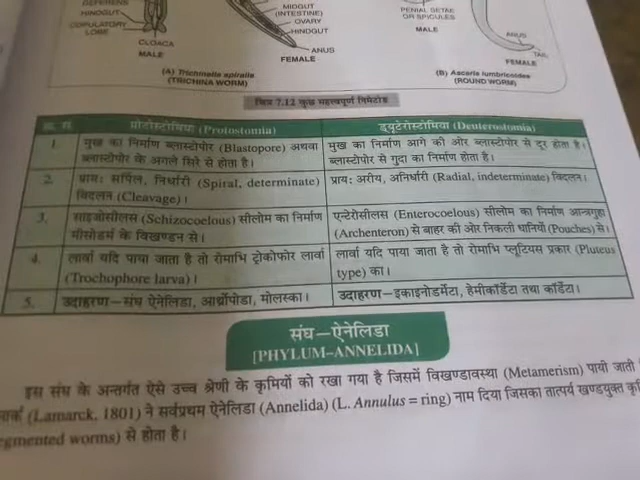 DEFERENS
HINDGUT
COPULATORY
LOBE
CLOACA
MALE
MIDGUT
(INTESTINE)
OVARY
HINDGUT
ANUS
FEMALE
(A) Trichinella spiralis
(TRICHINA WORM)
PENIAL SETAE
OR SPICULES
MALE
ANUS
TAIL
FEMALE
(B) Ascaris lumbricoides
(ROUND WORM)
चित्र 7.12 कुछ महत्त्वपूर्ण निमेटोड
क्र. सं. प्रोटोस्टोमिया (Protostomia) ड्यूटेरोस्टोमिया (Deuterostomia)
1. मुख का निर्माण ब्लास्टोपोर (Blastopore) अथवा
ब्लास्टोपोर के अगले सिरे से होता है।
मुख का निर्माण आगे की ओर ब्लास्टोपोर से दूर होता है।
ब्लास्टोपोर से गुदा का निर्माण होता है।
2. प्राय: सर्पिल, निर्धारी (Spiral, determinate)
विदलन (Cleavage)।
प्राय: अरीय, अनिर्धारी (Radial, indeterminate) विदलन।
3. साइजोसीलस (Schizocoelous) सीलोम का निर्माण
मीसोडर्म के विखण्डन से।
एन्टेरोसीलस (Enterocoelous) सीलोम का निर्माण आन्त्रगुहा
(Archenteron) से बाहर की ओर निकली धानियों (Pouches) से।
4. लार्वा यदि पाया जाता है तो रोमाभि ट्रोकोफोर लार्वा
(Trochophore larva)।
लार्वा यदि पाया जाता है तो रोमाभि प्लूटियस प्रकार (Pluteus
type) का।
5. उदाहरण—संघ ऐनेलिडा, आर्थ्रोपोडा, मोलस्का।
उदाहरण—इकाइनोडर्मेटा, हेमीकॉर्डेटा तथा कॉर्डेटा।
संघ–ऐनेलिडा
[PHYLUM–ANNELIDA]
इस संघ के अन्तर्गत ऐसे उच्च श्रेणी के कृमियों को रखा गया है जिसमें विखण्डावस्था (Metamerism) पायी जाती
(Lamarck, 1801) ने सर्वप्रथम ऐनेलिडा (Annelida) (L. Annulus = ring) नाम दिया जिसका तात्पर्य खण्डयुक्त
egmented worms) से होता है।